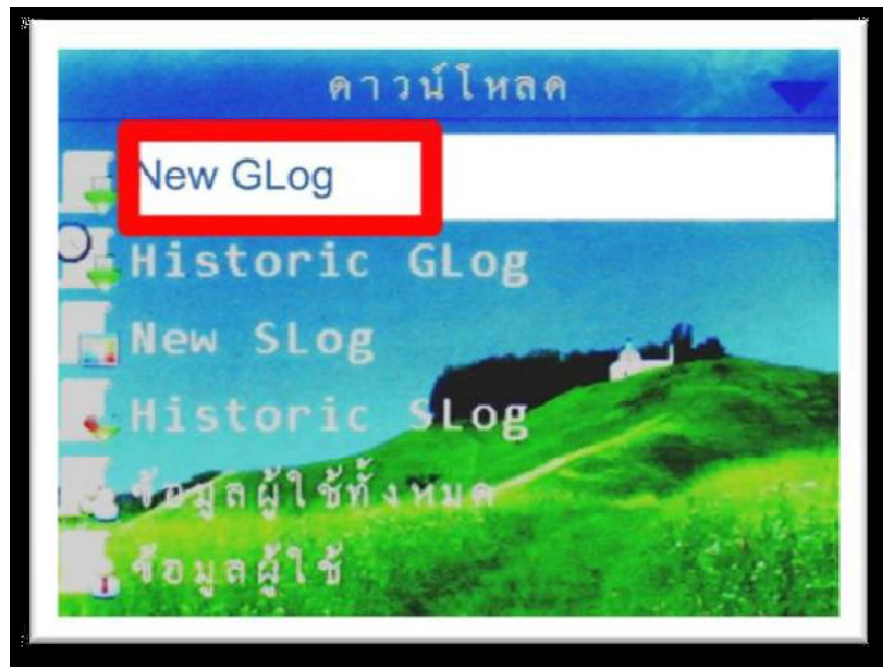 ดาวน์โหลด
New GLog
Historic GLog
New SLog
Historic SLog
ข้อมูลผู้ใช้ทั้งหมด
ข้อมูลผู้ใช้